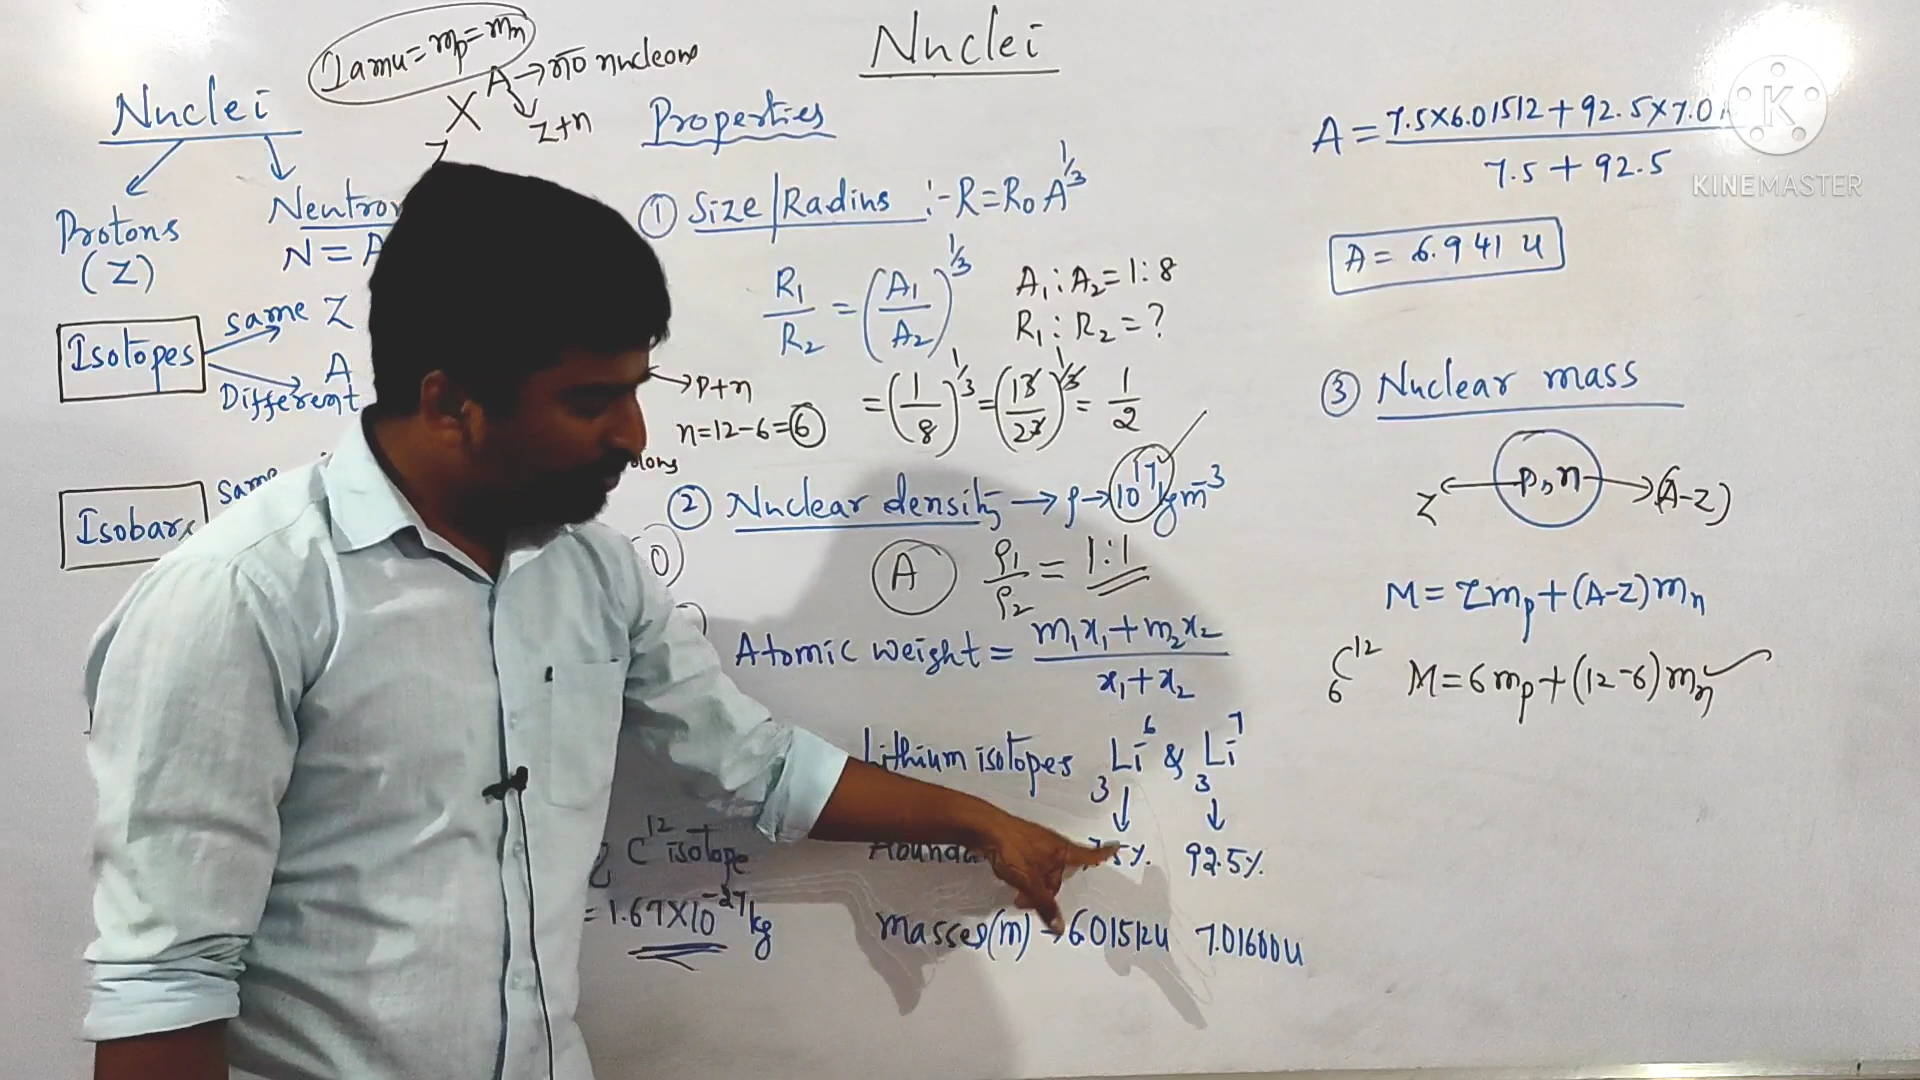 Nuclei
1amu = mp = mn
A → no nucleons
X
Z+n
Nuclei
Protons
(Z)
N = A
Isotopes
same Z
Different A
Isobars
same
→ p+n
n=12-6=6
C¹² isotope
= 1.67×10⁻²⁷ kg
Properties
① Size/Radius :- R=R₀A^1/3
R₁/R₂ = (A₁/A₂)^1/3
A₁ : A₂ = 1:8
R₁ : R₂ = ?
= (1/8)^1/3 = (1³/2³)^1/3 = 1/2
② Nuclear density → ρ → 10¹⁷ kgm⁻³
A ρ₁/ρ₂ = 1:1
Atomic weight = (m₁x₁+m₂x₂)/(x₁+x₂)
Lithium isotopes ₃Li⁶ & ₃Li⁷
7.5% 92.5%
masses(m) → 6.01512u 7.01600u
A = (7.5×6.01512+92.5×7.0)/(7.5+92.5)
A = 6.941 u
③ Nuclear mass
Z ← p,n → (A-Z)
M = Zmp+(A-Z)mn
₆C¹² M=6mp+(12-6)mn
K
KINEMASTER